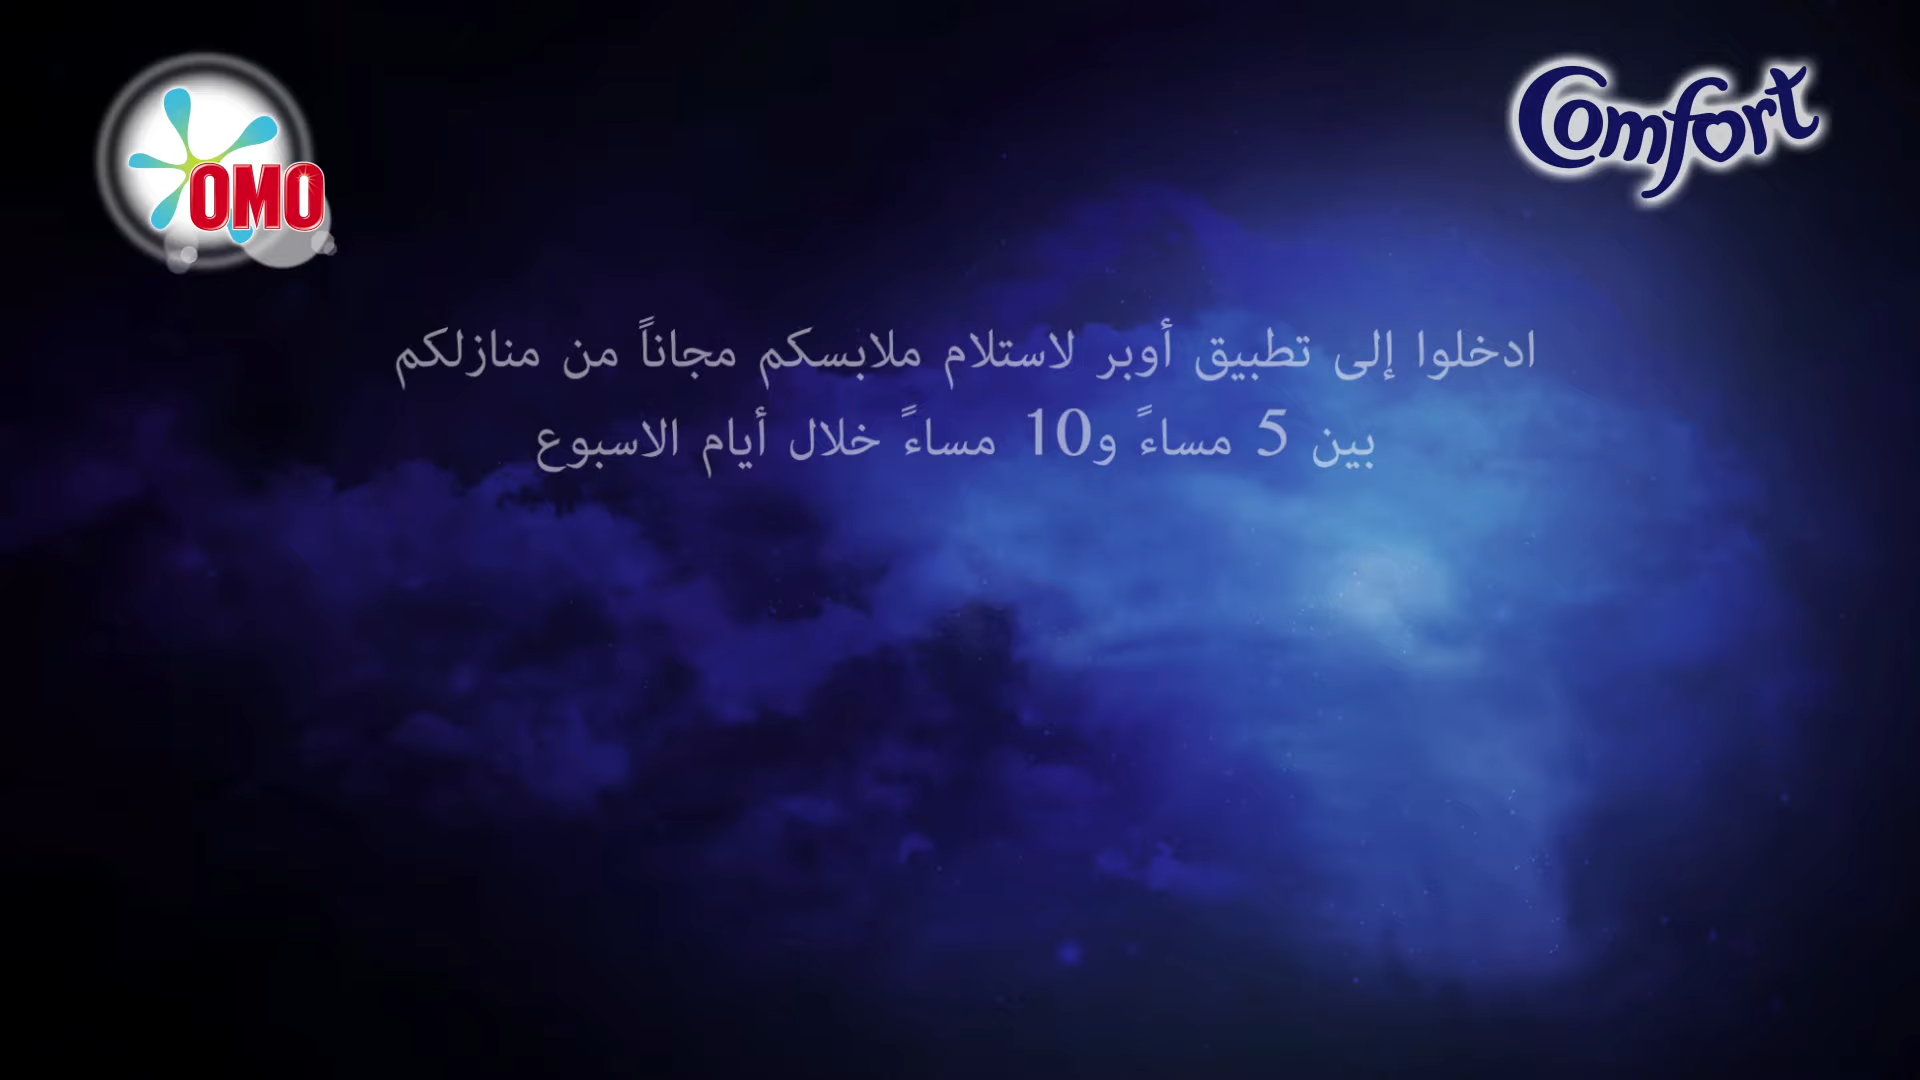 OMO
Comfort
ادخلوا إلى تطبيق أوبر لاستلام ملابسكم مجاناً من منازلكم
بين 5 مساءً و10 مساءً خلال أيام الاسبوع